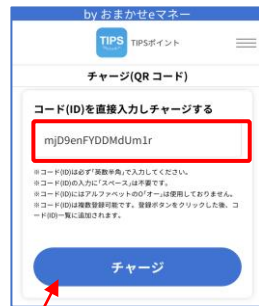 by おまかせeマネー
TIPS TIPSポイント
チャージ(QR コード)
コード(ID)を直接入力しチャージする
mjD9enFYDDMdUm1r
※コード(ID)は必ず「英数半角」で入力してください。
※コード(ID)の入力に「スペース」は不要です。
※コード(ID)にはアルファベットのO「オー」は使用しておりません。
※コード(ID)は複数登録可能です。登録ボタンをクリックした後、コ
ード(ID)一覧に追加されます。
チャージ